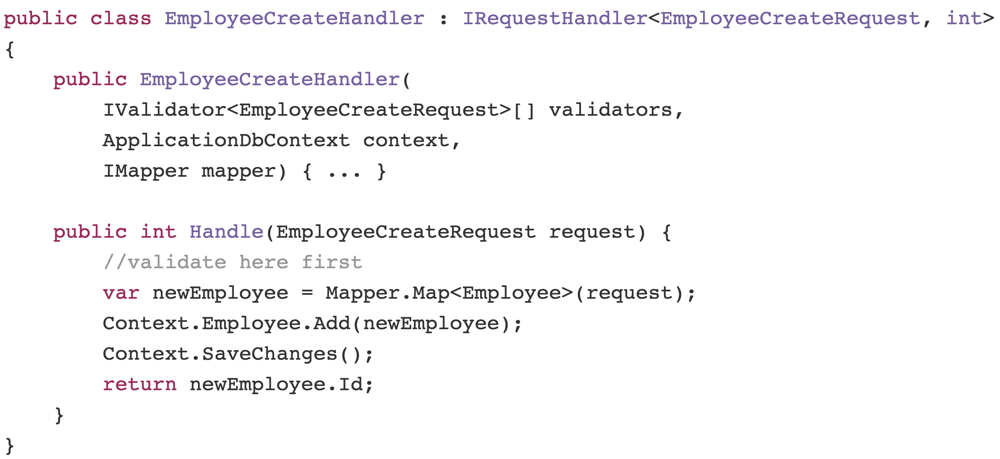 public class EmployeeCreateHandler : IRequestHandler<EmployeeCreateRequest, int>
{
    public EmployeeCreateHandler(
        IValidator<EmployeeCreateRequest>[] validators,
        ApplicationDbContext context,
        IMapper mapper) { ... }

    public int Handle(EmployeeCreateRequest request) {
        //validate here first
        var newEmployee = Mapper.Map<Employee>(request);
        Context.Employee.Add(newEmployee);
        Context.SaveChanges();
        return newEmployee.Id;
    }
}